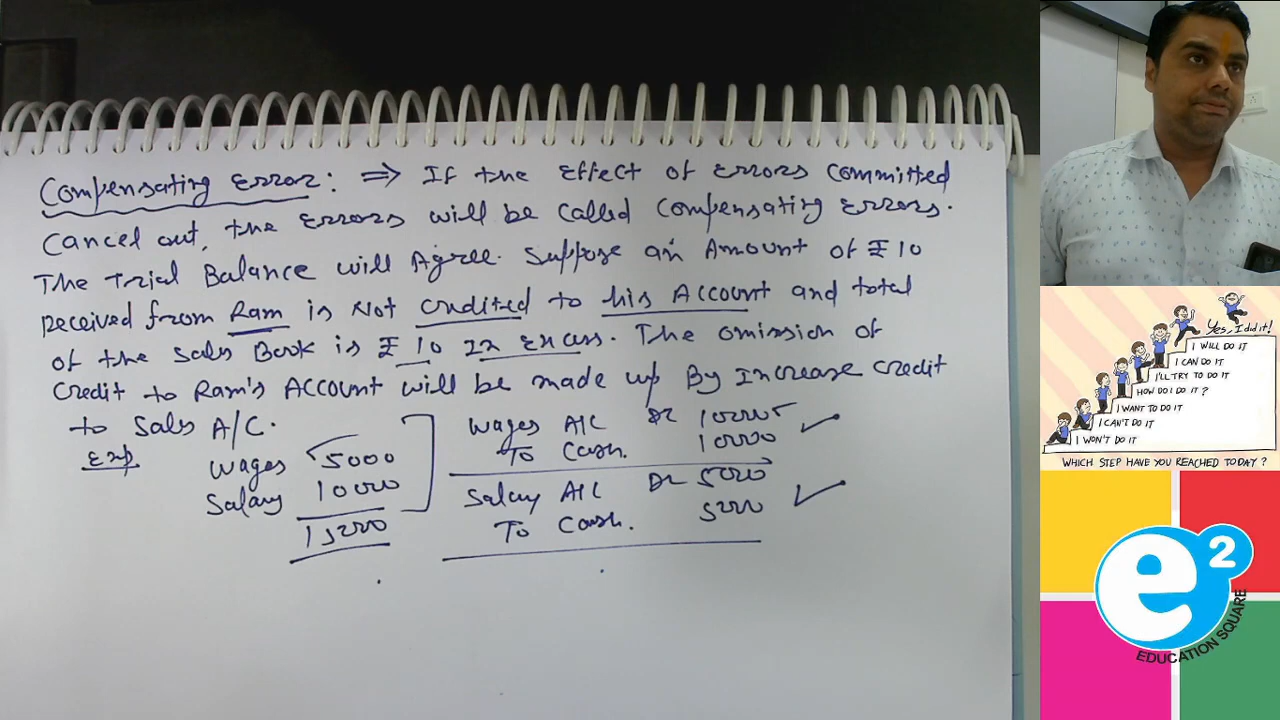 Compensating Error: ⇒ If the Effect of Errors committed
Cancel out, the Errors will be Called Compensating Errors.
The Trial Balance will Agree. Suppose an Amount of ₹10
received from Ram is Not credited to his Account and total
of the Sales Book is ₹ 10 in excess. The omission of
Credit to Ram's Account will be made up By Increase Credit
to Sales A/C.
Exp
Wages 5000
Salary 10000
15000
Wages A/C Dr 10000
To Cash. 10000
Salary A/C Dr 5000
To Cash. 5000
Yes, I did it!
I WILL DO IT
I CAN DO IT
I'LL TRY TO DO IT
HOW DO I DO IT ?
I WANT TO DO IT
I CAN'T DO IT
I WON'T DO IT
WHICH STEP HAVE YOU REACHED TODAY ?
e2
EDUCATION SQUARE